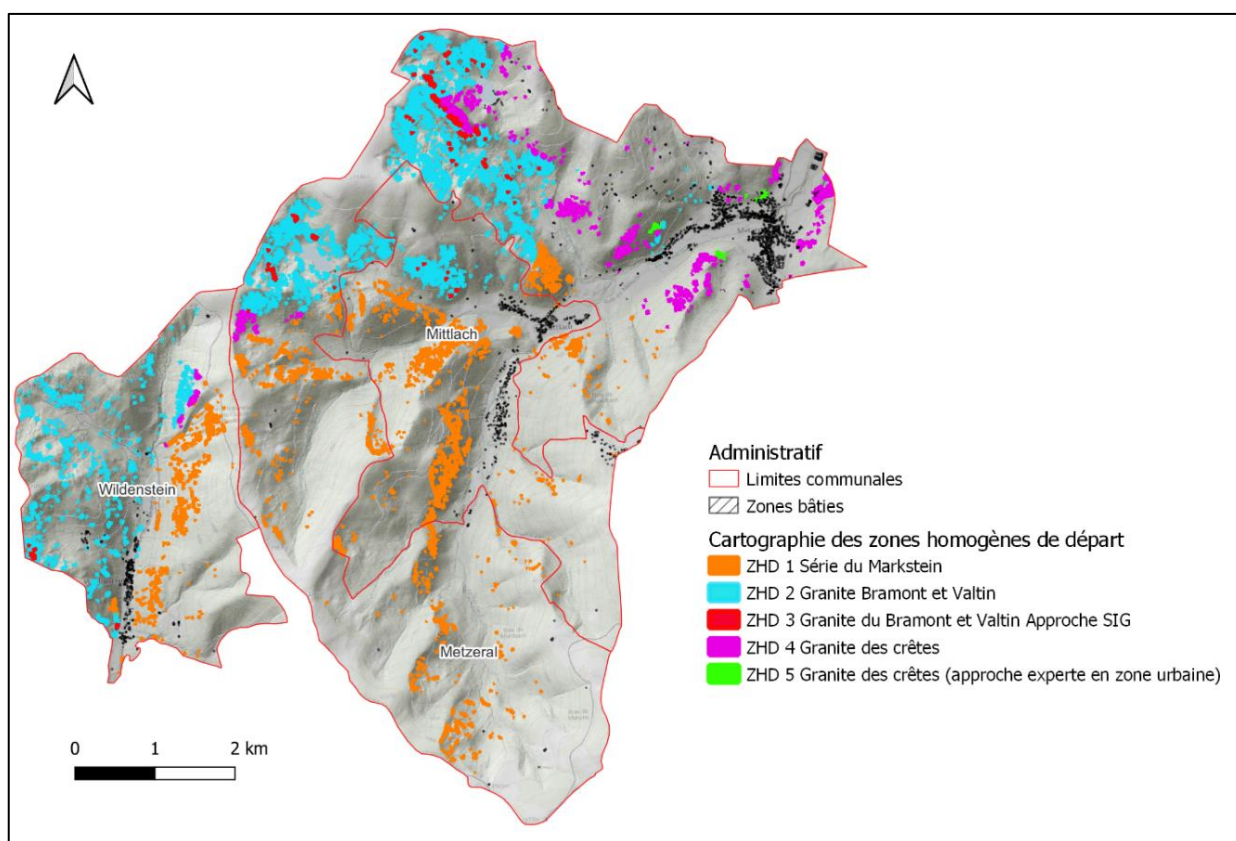 Mittlach
Wildenstein
Metzeral
Administratif
Limites communales
Zones bâties
Cartographie des zones homogènes de départ
ZHD 1 Série du Markstein
ZHD 2 Granite Bramont et Valtin
ZHD 3 Granite du Bramont et Valtin Approche SIG
ZHD 4 Granite des crêtes
ZHD 5 Granite des crêtes (approche experte en zone urbaine)
0 1 2 km